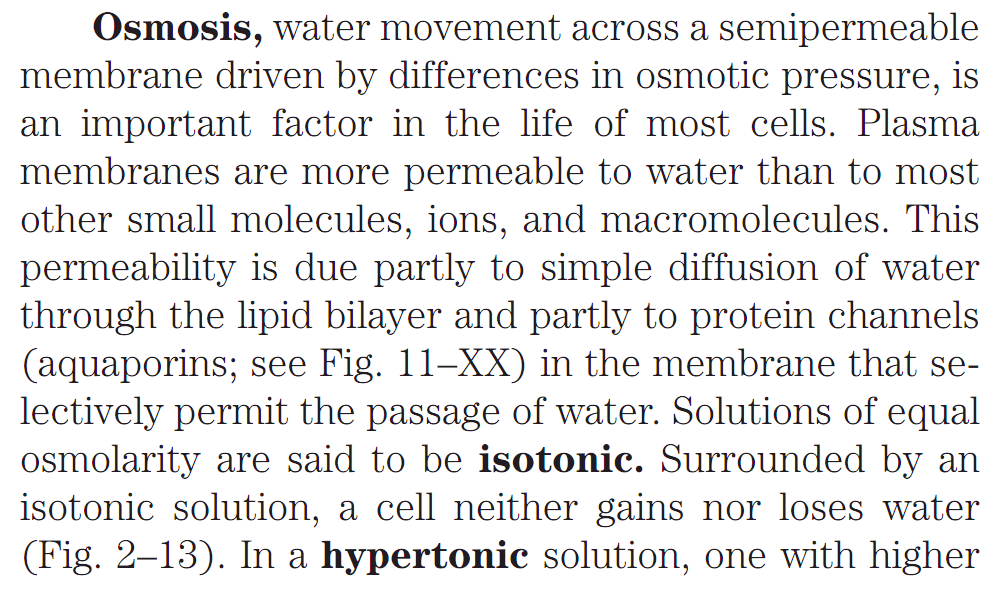 Osmosis, water movement across a semipermeable
membrane driven by differences in osmotic pressure, is
an important factor in the life of most cells. Plasma
membranes are more permeable to water than to most
other small molecules, ions, and macromolecules. This
permeability is due partly to simple diffusion of water
through the lipid bilayer and partly to protein channels
(aquaporins; see Fig. 11–XX) in the membrane that se-
lectively permit the passage of water. Solutions of equal
osmolarity are said to be isotonic. Surrounded by an
isotonic solution, a cell neither gains nor loses water
(Fig. 2–13). In a hypertonic solution, one with higher